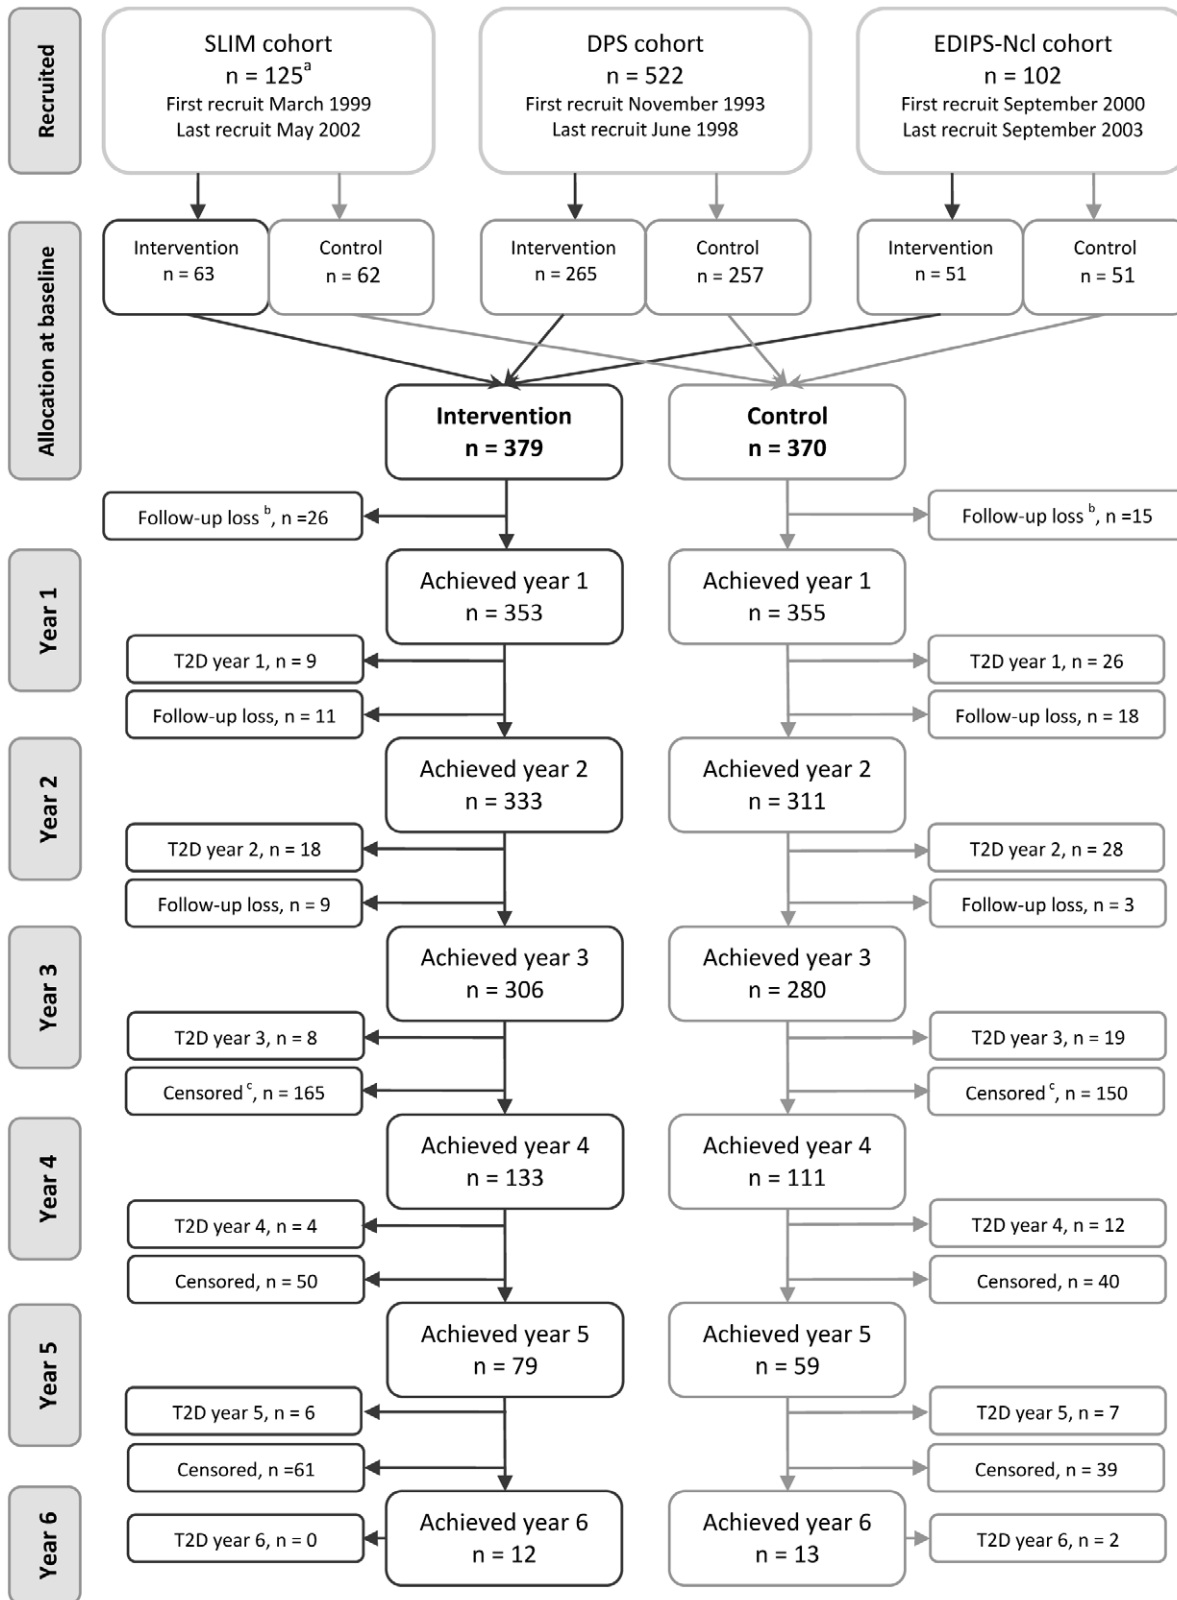 Recruited
SLIM cohort
n = 125a
First recruit March 1999
Last recruit May 2002
DPS cohort
n = 522
First recruit November 1993
Last recruit June 1998
EDIPS-Ncl cohort
n = 102
First recruit September 2000
Last recruit September 2003
Allocation at baseline
Intervention
n = 63
Control
n = 62
Intervention
n = 265
Control
n = 257
Intervention
n = 51
Control
n = 51
Intervention
n = 379
Control
n = 370
Follow-up loss b, n =26
Follow-up loss b, n =15
Year 1
Achieved year 1
n = 353
Achieved year 1
n = 355
T2D year 1, n = 9
T2D year 1, n = 26
Follow-up loss, n = 11
Follow-up loss, n = 18
Year 2
Achieved year 2
n = 333
Achieved year 2
n = 311
T2D year 2, n = 18
T2D year 2, n = 28
Follow-up loss, n = 9
Follow-up loss, n = 3
Year 3
Achieved year 3
n = 306
Achieved year 3
n = 280
T2D year 3, n = 8
T2D year 3, n = 19
Censored c, n = 165
Censored c, n = 150
Year 4
Achieved year 4
n = 133
Achieved year 4
n = 111
T2D year 4, n = 4
T2D year 4, n = 12
Censored, n = 50
Censored, n = 40
Year 5
Achieved year 5
n = 79
Achieved year 5
n = 59
T2D year 5, n = 6
T2D year 5, n = 7
Censored, n =61
Censored, n = 39
Year 6
Achieved year 6
n = 12
Achieved year 6
n = 13
T2D year 6, n = 0
T2D year 6, n = 2